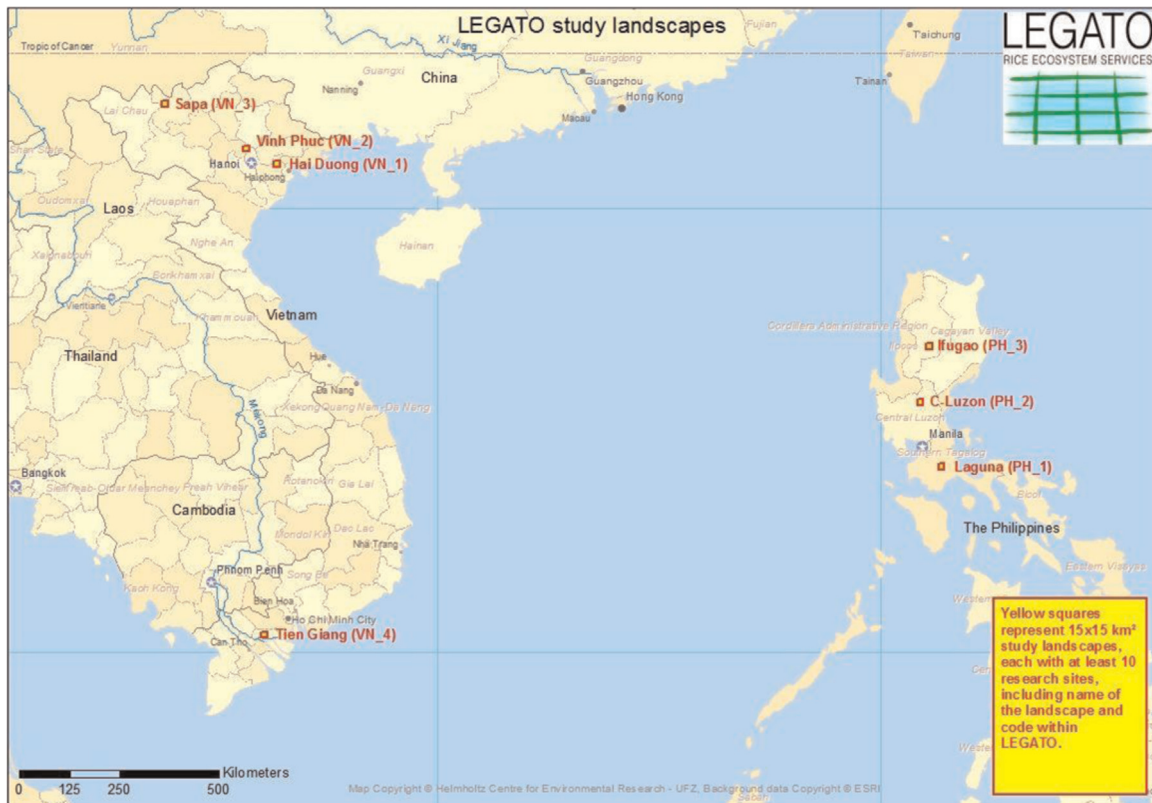 LEGATO study landscapes
LEGATO
RICE ECOSYSTEM SERVICES
Tropic of Cancer
Yunnan
Xi Jiang
Fujian
T'aichung
Taiwan
Guangdong
Guangxi
China
Guangzhou
T'ainan
Nanning
Hong Kong
Macau
Sapa (VN_3)
Lai Chau
Vinh Phuc (VN_2)
Shan State
Hanoi
Hai Duong (VN_1)
Haiphong
Oudomxai
Houaphan
Laos
Hainan
Nghe An
Xaignabouri
Borikhamxai
Vientiane
Khammouan
Vietnam
Cordillera Administrative Region
Cagayan Valley
Ilocos
Ifugao (PH_3)
Thailand
Hue
Da Nang
C-Luzon (PH_2)
Mekong
Xekong
Quang Nam-Da Nang
Central Luzon
Manila
Southern Tagalog
Laguna (PH_1)
Bangkok
Siemreab-Otdar Meanchey
Preah Vihear
Rotanokiri
Gia Lai
Bicol
Cambodia
Mondol Kiri
Dac Lac
The Philippines
Nha Trang
Phnom Penh
Kaoh Kong
Song Be
Eastern Visayas
Bien Hoa
Ho Chi Minh City
Can Tho
Tien Giang (VN_4)
Western
Yellow squares
represent 15x15 km²
study landscapes,
each with at least 10
research sites,
including name of
the landscape and
code within
LEGATO.
Kilometers
0 125 250 500
Map Copyright © Helmholtz Centre for Environmental Research - UFZ, Background data Copyright © ESRI
Sabah